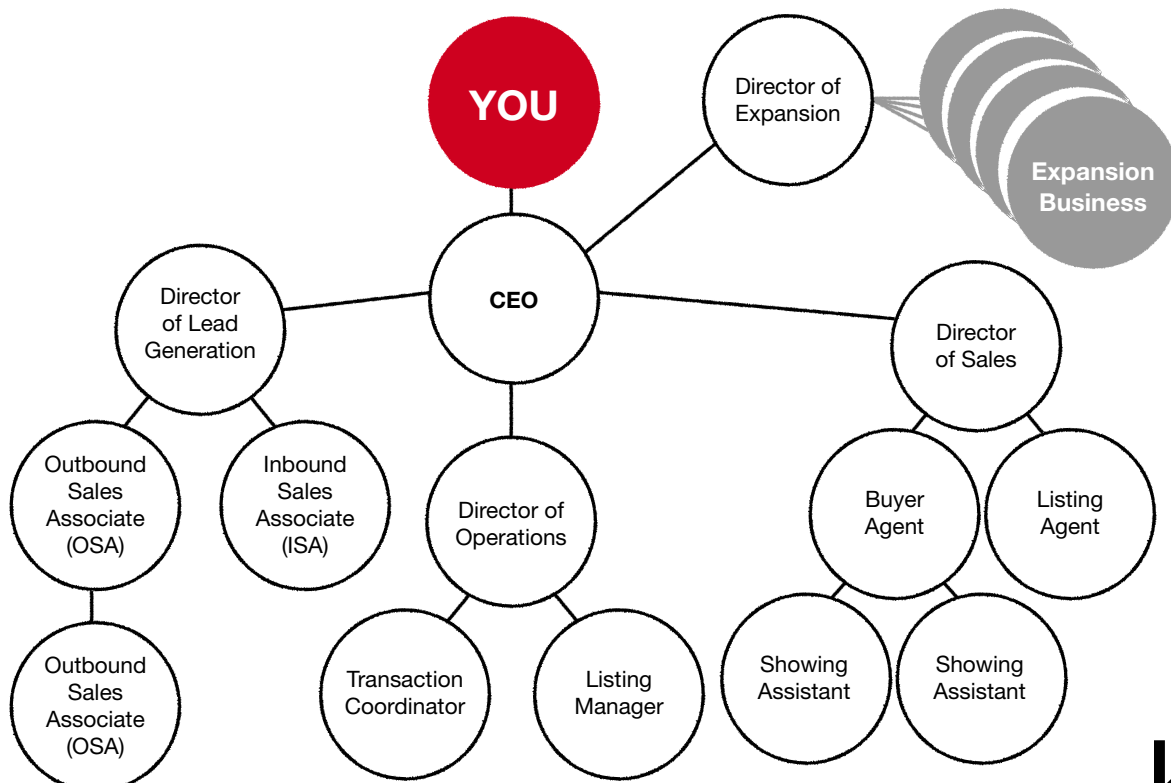 YOU
Director of
Expansion
Expansion
Business
CEO
Director
of Lead
Generation
Director
of Sales
Outbound
Sales
Associate
(OSA)
Inbound
Sales
Associate
(ISA)
Director of
Operations
Buyer
Agent
Listing
Agent
Outbound
Sales
Associate
(OSA)
Transaction
Coordinator
Listing
Manager
Showing
Assistant
Showing
Assistant